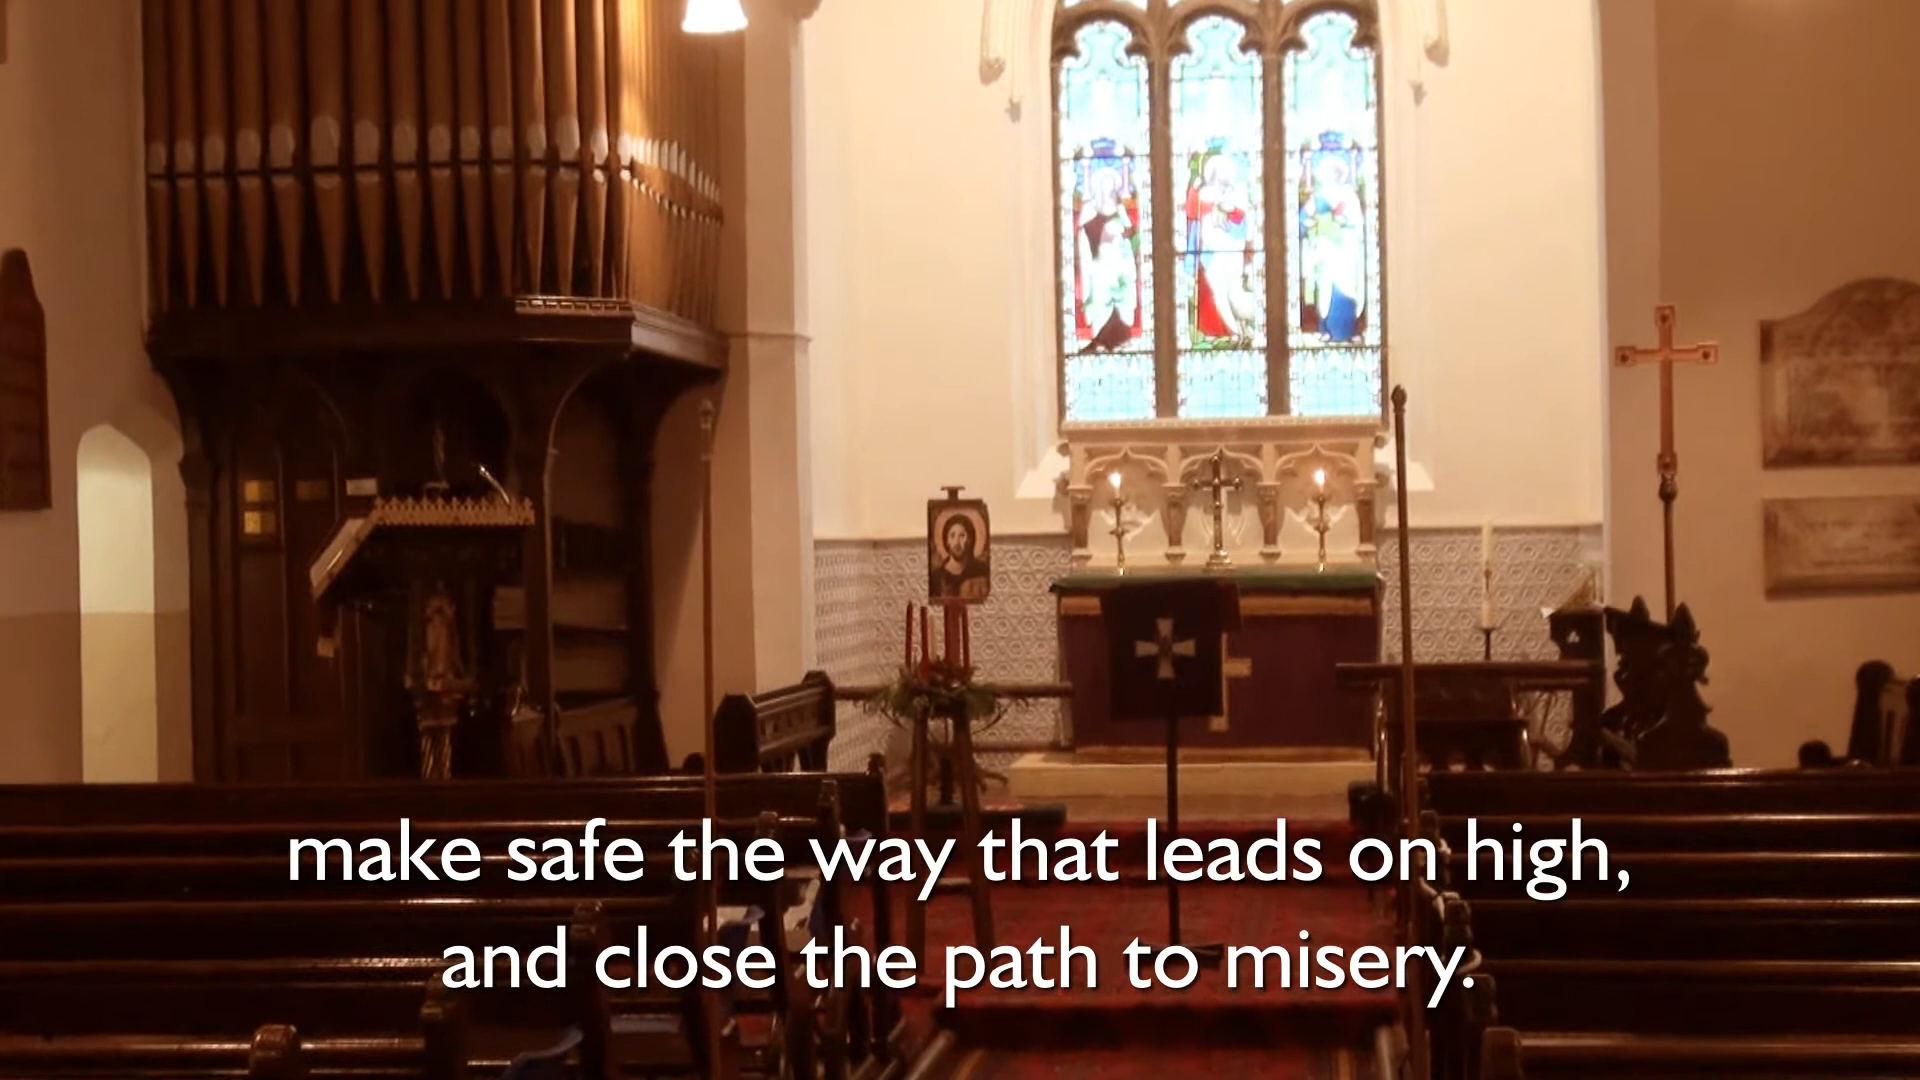 make safe the way that leads on high,
and close the path to misery.